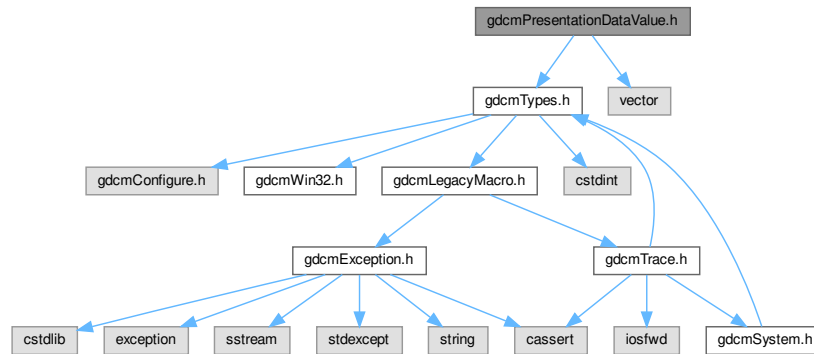 gdcmPresentationDataValue.h
gdcmTypes.h
vector
gdcmConfigure.h
gdcmWin32.h
gdcmLegacyMacro.h
cstdint
gdcmException.h
gdcmTrace.h
cstdlib
exception
sstream
stdexcept
string
cassert
iosfwd
gdcmSystem.h